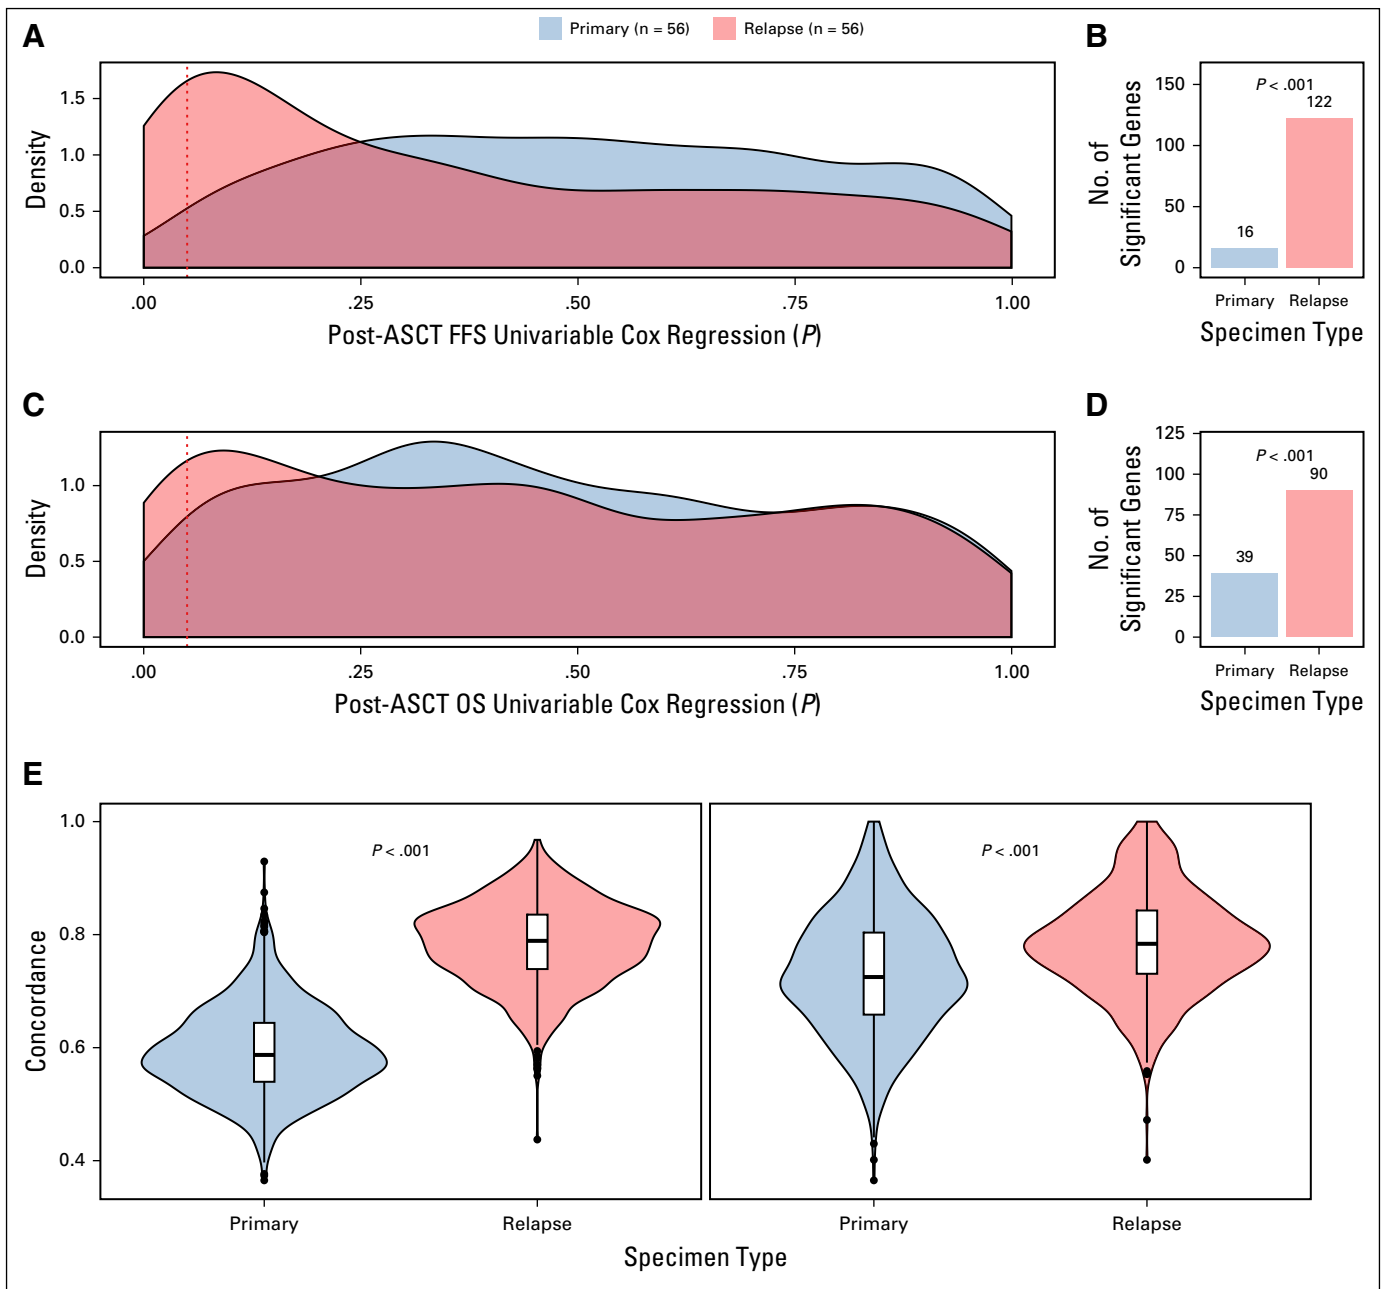 Primary (n = 56) Relapse (n = 56)
A
Density
1.5
1.0
0.5
0.0
.00 .25 .50 .75 1.00
Post-ASCT FFS Univariable Cox Regression (P)
B
No. of
Significant Genes
150
100
50
0
P < .001
122
16
Primary Relapse
Specimen Type
C
Density
1.0
0.5
0.0
.00 .25 .50 .75 1.00
Post-ASCT OS Univariable Cox Regression (P)
D
No. of
Significant Genes
125
100
75
50
25
0
P < .001
90
39
Primary Relapse
Specimen Type
E
Concordance
1.0
0.8
0.6
0.4
P < .001
P < .001
Primary Relapse Primary Relapse
Specimen Type